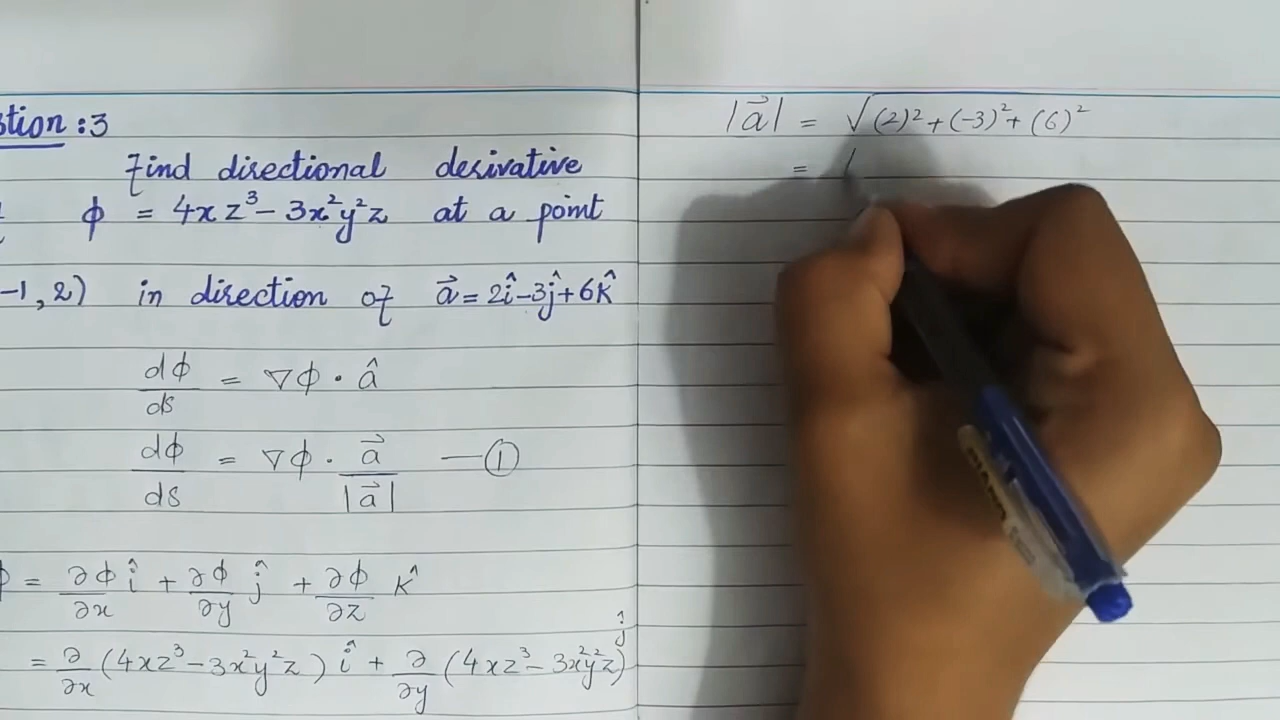 stion : 3
Find directional derivative
ϕ = 4xz³ - 3x²y²z at a point
-1, 2) in direction of a⃗ = 2î - 3ĵ + 6k̂
dϕ/ds = ∇ϕ · â
dϕ/ds = ∇ϕ · a⃗/|a⃗| — ①
ϕ = ∂ϕ/∂x î + ∂ϕ/∂y ĵ + ∂ϕ/∂z k̂
= ∂/∂x (4xz³ - 3x²y²z) î + ∂/∂y (4xz³ - 3x²y²z) ĵ
|a⃗| = √(2)² + (-3)² + (6)²
=